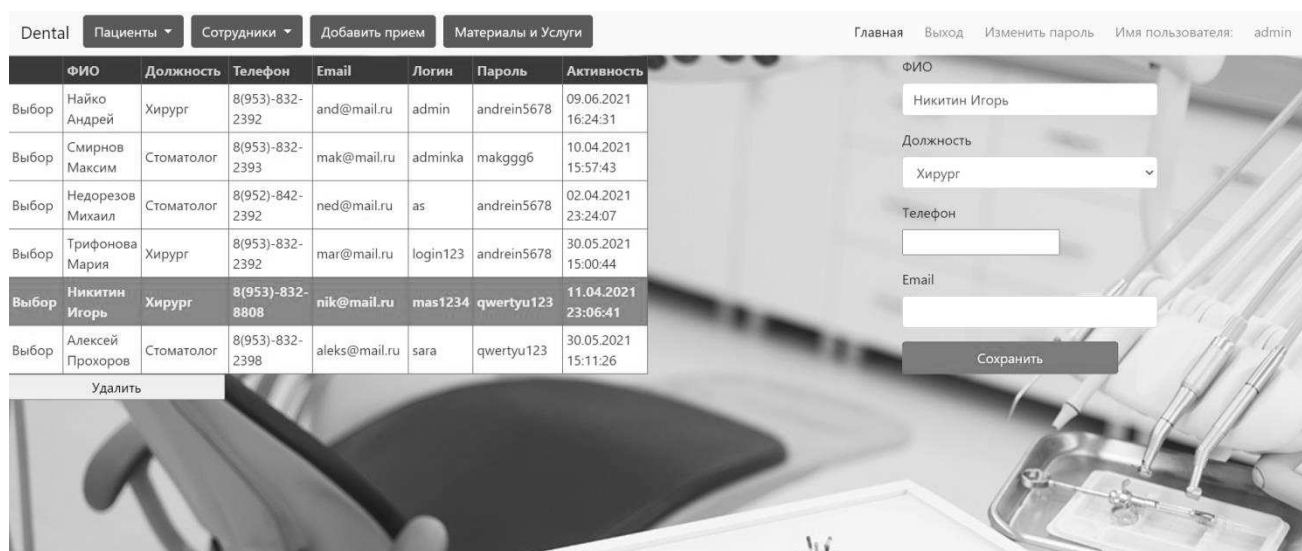 Dental Пациенты Сотрудники Добавить прием Материалы и Услуги Главная Выход Изменить пароль Имя пользователя: admin
ФИО Должность Телефон Email Логин Пароль Активность
Выбор Найко Андрей Хирург 8(953)-832-2392 and@mail.ru admin andrein5678 09.06.2021 16:24:31
Выбор Смирнов Максим Стоматолог 8(953)-832-2393 mak@mail.ru adminka makggg6 10.04.2021 15:57:43
Выбор Недорезов Михаил Стоматолог 8(952)-842-2392 ned@mail.ru as andrein5678 02.04.2021 23:24:07
Выбор Трифонова Мария Хирург 8(953)-832-2392 mar@mail.ru login123 andrein5678 30.05.2021 15:00:44
Выбор Никитин Игорь Хирург 8(953)-832-8808 nik@mail.ru mas1234 qwertyu123 11.04.2021 23:06:41
Выбор Алексей Прохоров Стоматолог 8(953)-832-2398 aleks@mail.ru sara qwertyu123 30.05.2021 15:11:26
Удалить
ФИО
Никитин Игорь
Должность
Хирург
Телефон
Email
Сохранить